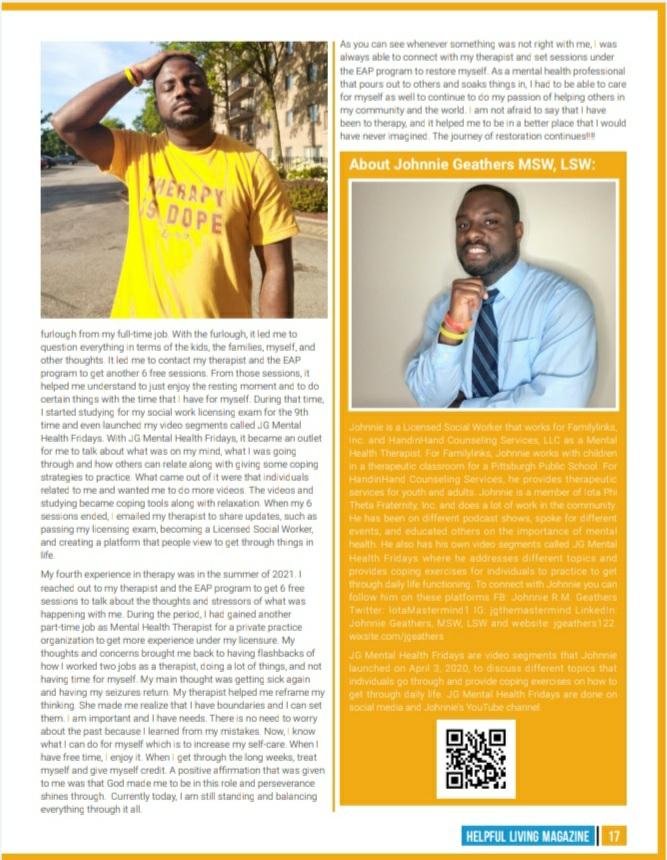 THERAPY
IS DOPE
furlough from my full-time job. With the furlough, it led me to
question everything in terms of the kids, the families, myself, and
other thoughts. It led me to contact my therapist and the EAP
program to get another 6 free sessions. From those sessions, it
helped me understand to just enjoy the resting moment and to do
certain things with the time that I have for myself. During that time,
I started studying for my social work licensing exam for the 9th
time and even launched my video segments called JG Mental
Health Fridays. With JG Mental Health Fridays, it became an outlet
for me to talk about what was on my mind, what I was going
through and how others can relate along with giving some coping
strategies to practice. What came out of it were that individuals
related to me and wanted me to do more videos. The videos and
studying became coping tools along with relaxation. When my 6
sessions ended, I emailed my therapist to share updates, such as
passing my licensing exam, becoming a Licensed Social Worker,
and creating a platform that people view to get through things in
life.
My fourth experience in therapy was in the summer of 2021. I
reached out to my therapist and the EAP program to get 6 free
sessions to talk about the thoughts and stressors of what was
happening with me. During the period, I had gained another
part-time job as Mental Health Therapist for a private practice
organization to get more experience under my licensure. My
thoughts and concerns brought me back to having flashbacks of
how I worked two jobs as a therapist, doing a lot of things, and not
having time for myself. My main thought was getting sick again
and having my seizures return. My therapist helped me reframe my
thinking. She made me realize that I have boundaries and I can set
them. I am important and I have needs. There is no need to worry
about the past because I learned from my mistakes. Now, I know
what I can do for myself which is to increase my self-care. When I
have free time, I enjoy it. When I get through the long weeks, treat
myself and give myself credit. A positive affirmation that was given
to me was that God made me to be in this role and perseverance
shines through. Currently today, I am still standing and balancing
everything through it all.
As you can see whenever something was not right with me, I was
always able to connect with my therapist and set sessions under
the EAP program to restore myself. As a mental health professional
that pours out to others and soaks things in, I had to be able to care
for myself as well to continue to do my passion of helping others in
my community and the world. I am not afraid to say that I have
been to therapy, and it helped me to be in a better place that I would
have never imagined. The journey of restoration continues!!!!
About Johnnie Geathers MSW, LSW:
Johnnie is a Licensed Social Worker that works for Familylinks,
Inc. and HandinHand Counseling Services, LLC as a Mental
Health Therapist. For Familylinks, Johnnie works with children
in a therapeutic classroom for a Pittsburgh Public School. For
HandinHand Counseling Services, he provides therapeutic
services for youth and adults. Johnnie is a member of Iota Phi
Theta Fraternity, Inc. and does a lot of work in the community.
He has been on different podcast shows, spoke for different
events, and educated others on the importance of mental
health. He also has his own video segments called JG Mental
Health Fridays where he addresses different topics and
provides coping exercises for individuals to practice to get
through daily life functioning. To connect with Johnnie you can
follow him on these platforms FB: Johnnie R.M. Geathers
Twitter: IotaMastermind1 IG: jgthemastermind LinkedIn:
Johnnie Geathers, MSW, LSW and website: jgeathers122.
wixsite.com/jgeathers
JG Mental Health Fridays are video segments that Johnnie
launched on April 3, 2020, to discuss different topics that
individuals go through and provide coping exercises on how to
get through daily life. JG Mental Health Fridays are done on
social media and Johnnie's YouTube channel.
HELPFUL LIVING MAGAZINE 17